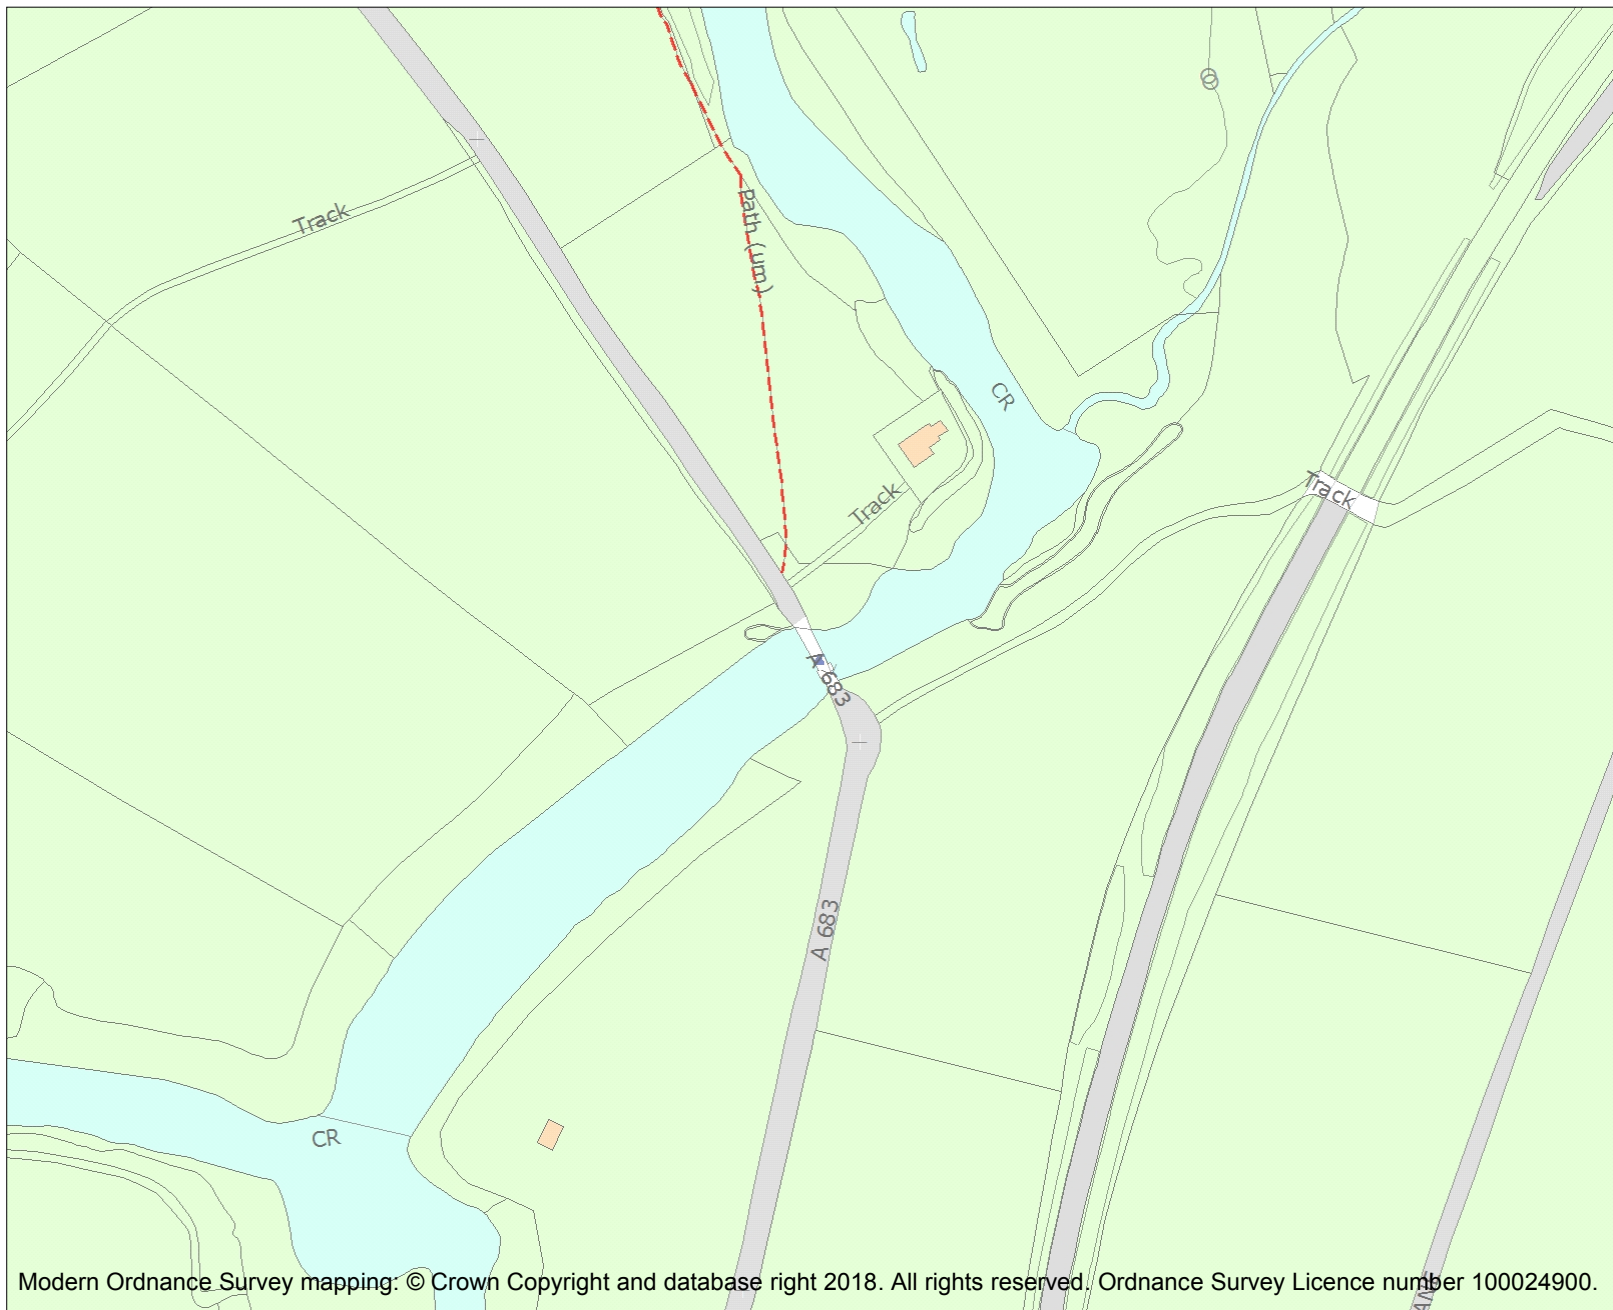 Track
Path (um)
CR
Track
Track
A 683
A 683
CR
Modern Ordnance Survey mapping: © Crown Copyright and database right 2018. All rights reserved. Ordnance Survey Licence number 100024900.